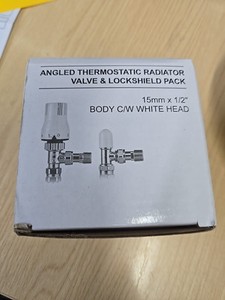 ANGLED THERMOSTATIC RADIATOR
VALVE & LOCKSHIELD PACK
15mm x 1/2"
BODY C/W WHITE HEAD